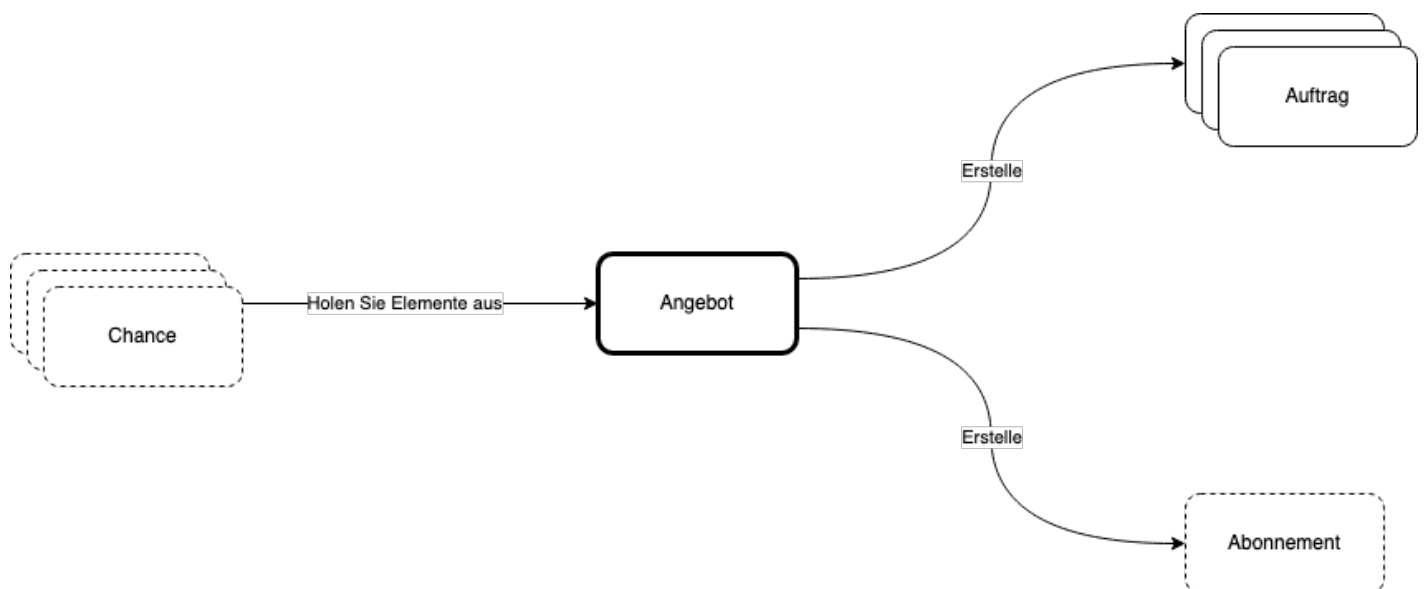 Auftrag
Erstelle
Holen Sie Elemente aus
Angebot
Chance
Erstelle
Abonnement